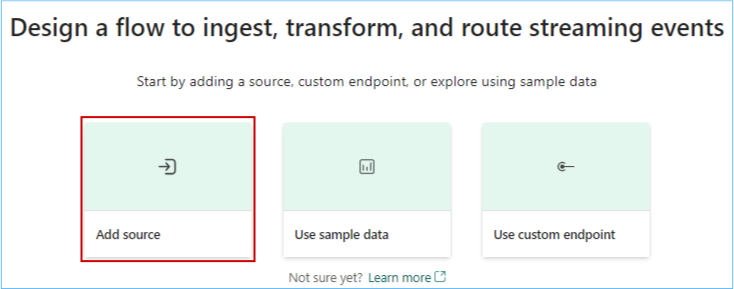 Design a flow to ingest, transform, and route streaming events
Start by adding a source, custom endpoint, or explore using sample data
Add source
Use sample data
Use custom endpoint
Not sure yet? Learn more